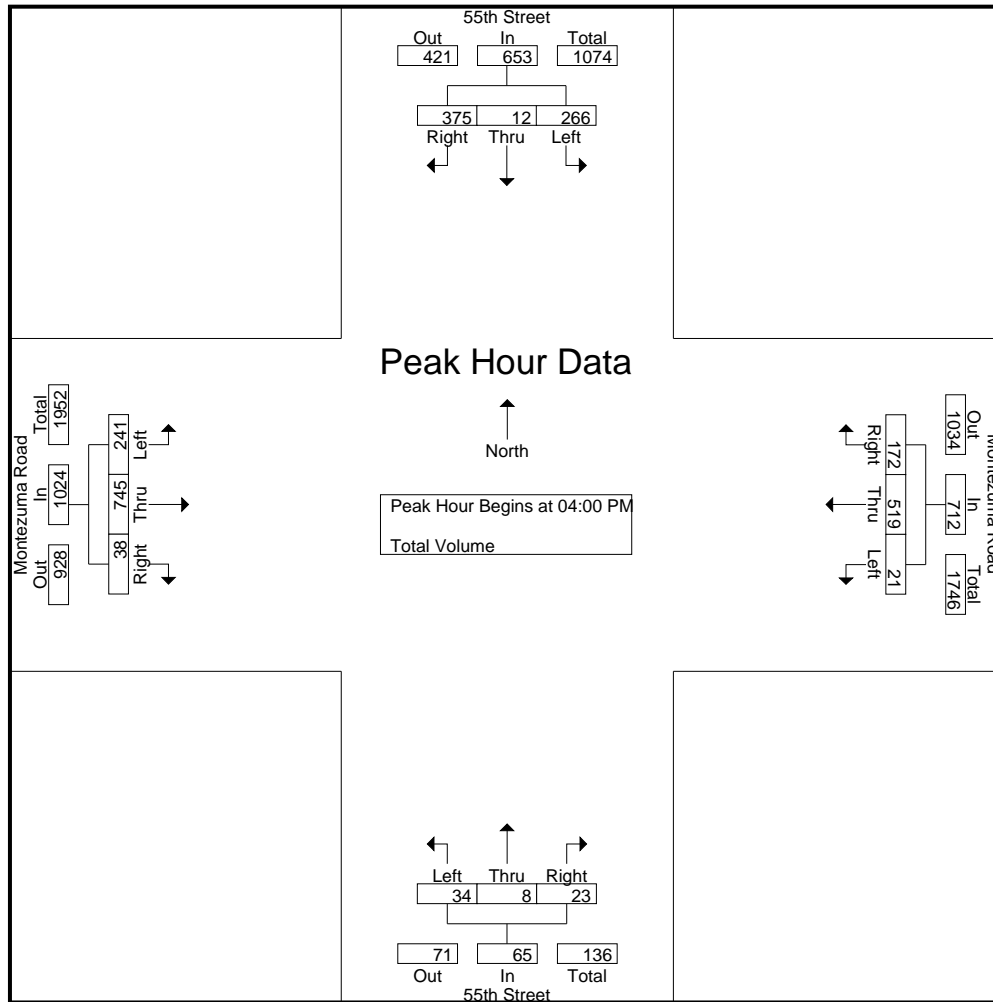 55th Street
Out In Total
421 653 1074
375 12 266
Right Thru Left
Peak Hour Data
North
Peak Hour Begins at 04:00 PM
Total Volume
Montezuma Road
Out In Total
928 1024 1952
38 745 241
Right Thru Left
Montezuma Road
Out In Total
1034 712 1746
172 519 21
Right Thru Left
Left Thru Right
34 8 23
71 65 136
Out In Total
55th Street